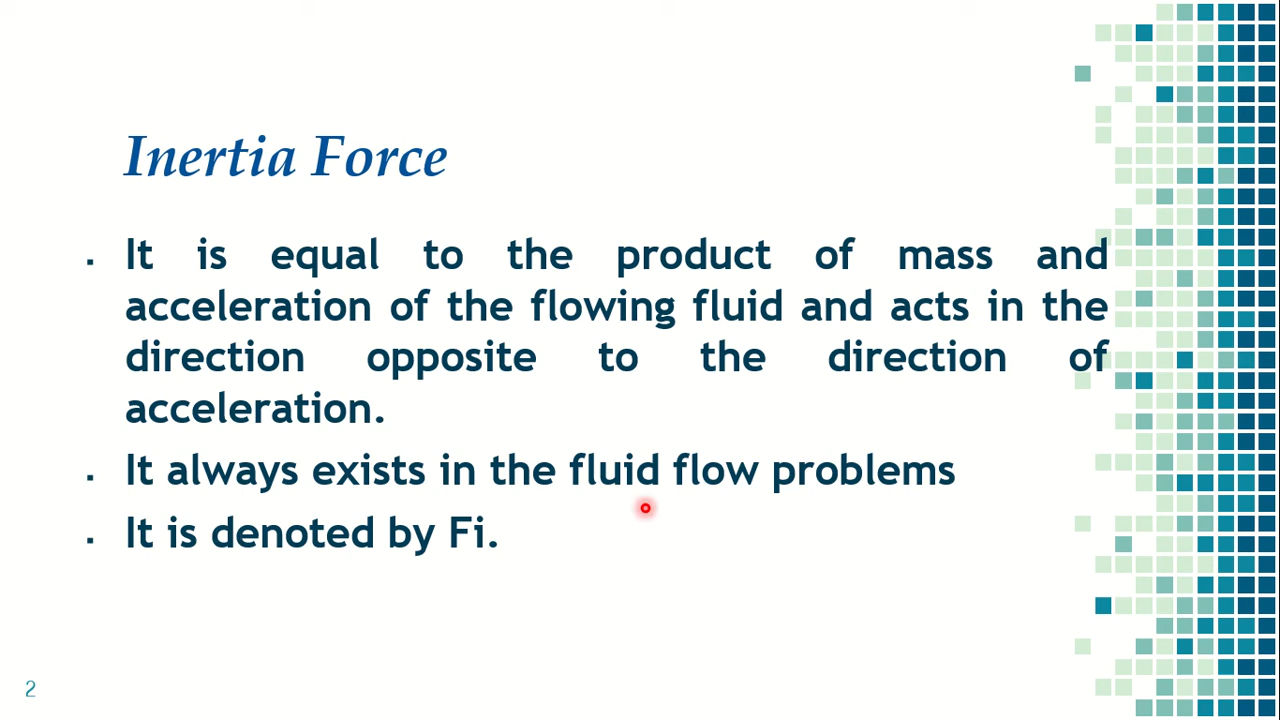 Inertia Force
▪ It is equal to the product of mass and
acceleration of the flowing fluid and acts in the
direction opposite to the direction of
acceleration.
▪ It always exists in the fluid flow problems
▪ It is denoted by Fi.
2